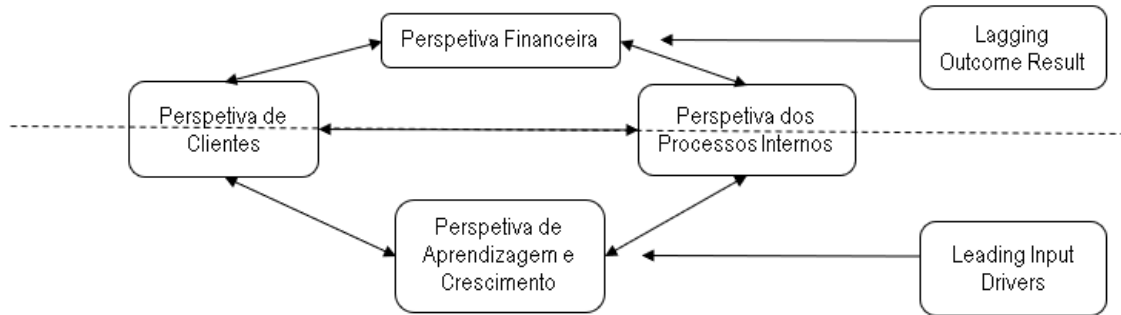 Perspetiva Financeira
Lagging
Outcome Result
Perspetiva de
Clientes
Perspetiva dos
Processos Internos
Perspetiva de
Aprendizagem e
Crescimento
Leading Input
Drivers